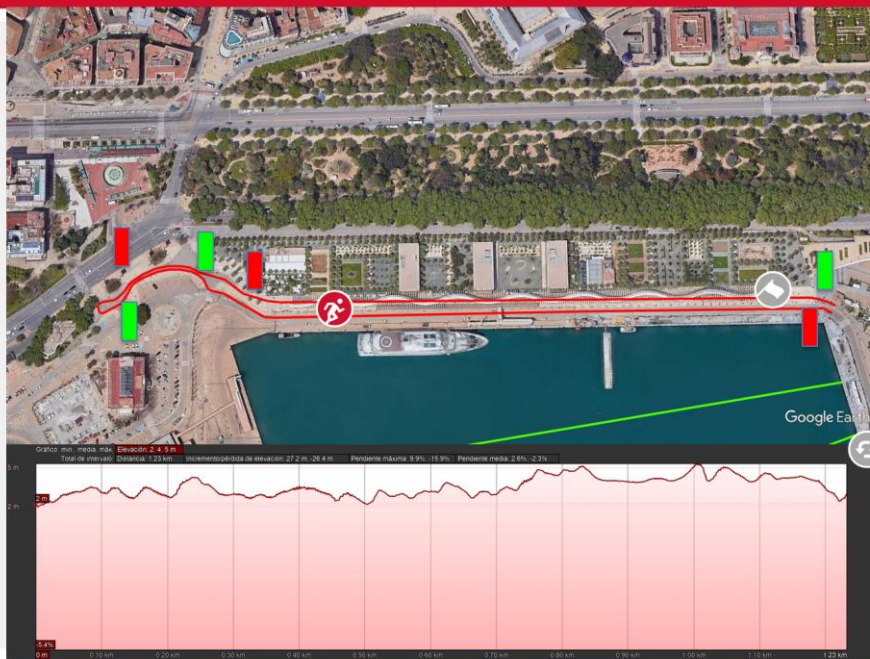 Google Earth
Gráfico: mín., media, máx. Elevación: 2, 4, 5 m
Total de intervalo: Distancia: 1.23 km Incremento/pérdida de elevación: 27.2 m, -26.4 m Pendiente máxima: 9.9%, -15.9% Pendiente media: 2.6%, -2.3%
5 m
2 m
2 m
-5.4%
0 m 0.10 km 0.20 km 0.30 km 0.40 km 0.50 km 0.60 km 0.70 km 0.80 km 0.90 km 1.00 km 1.10 km 1.23 km